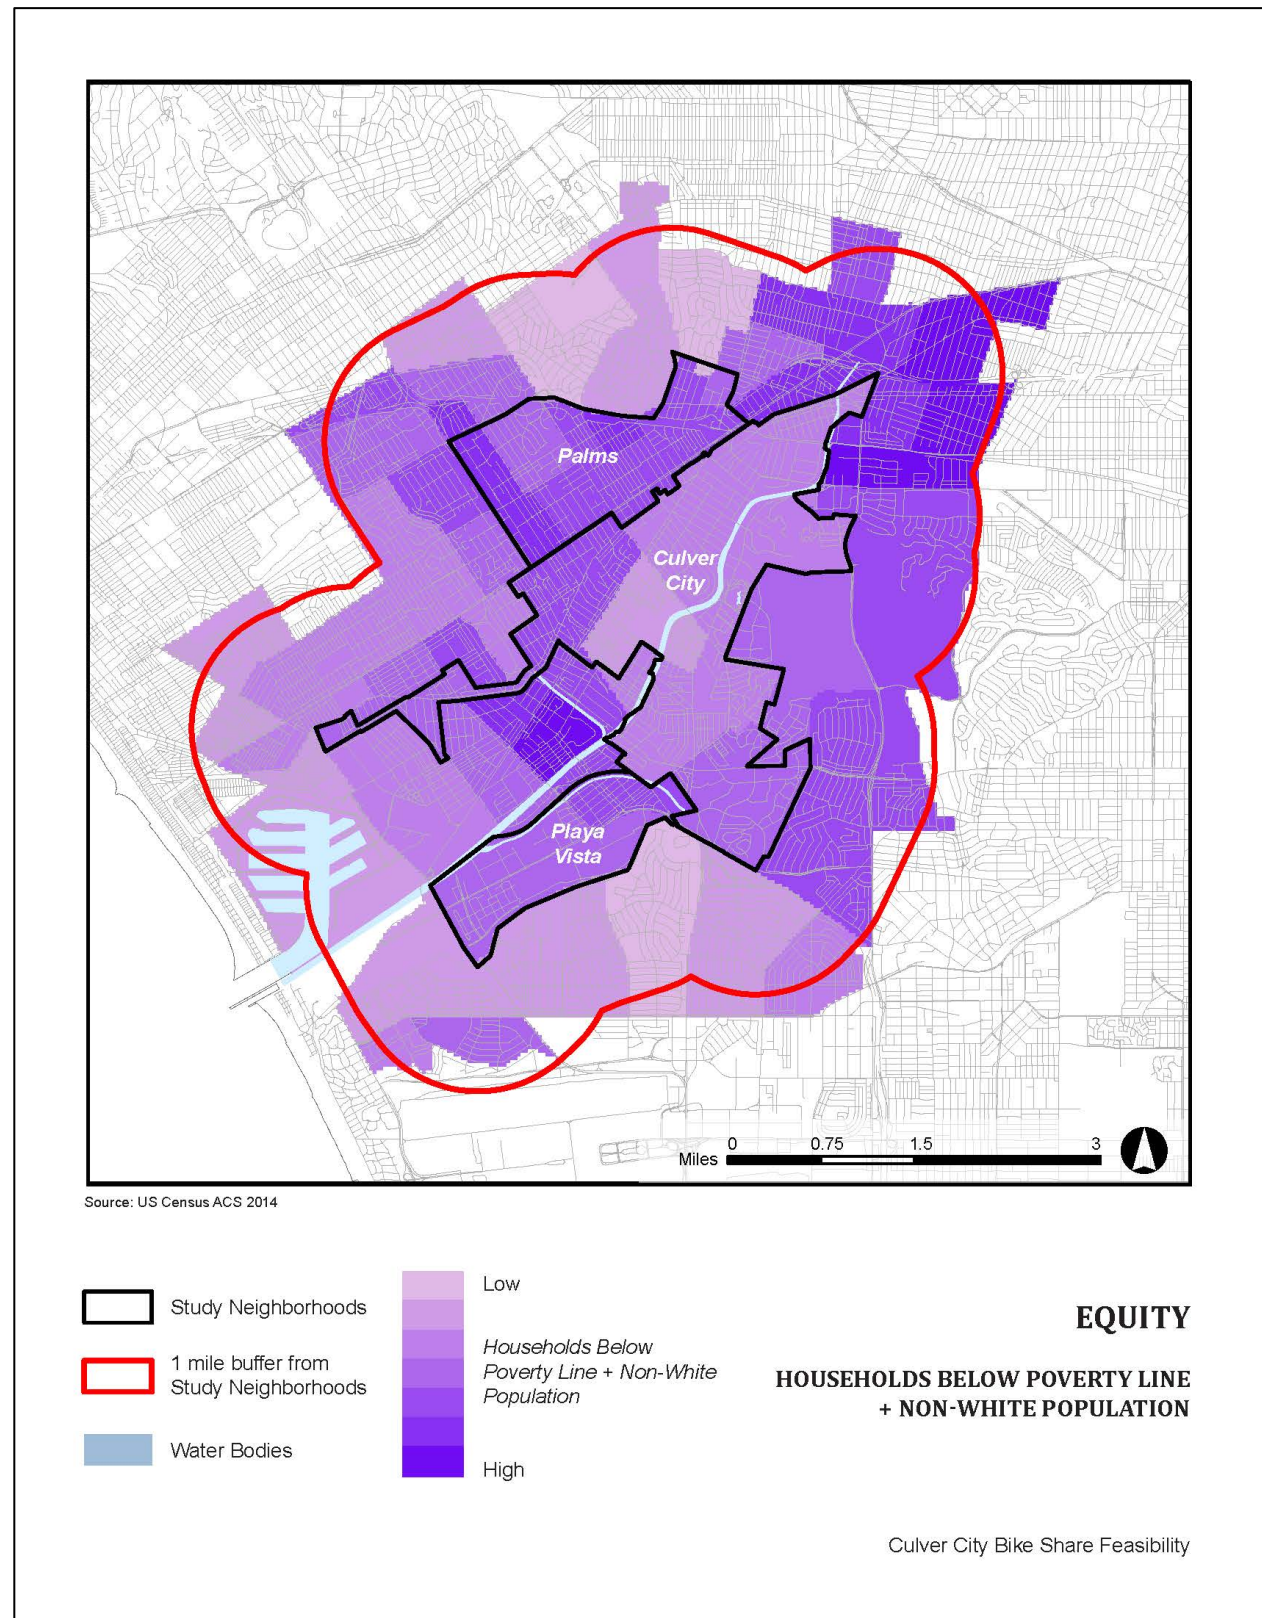 Palms
Culver
City
Playa
Vista
0 0.75 1.5 3
Miles
Source: US Census ACS 2014
Study Neighborhoods
1 mile buffer from
Study Neighborhoods
Water Bodies
Low
Households Below
Poverty Line + Non-White
Population
High
EQUITY
HOUSEHOLDS BELOW POVERTY LINE
+ NON-WHITE POPULATION
Culver City Bike Share Feasibility